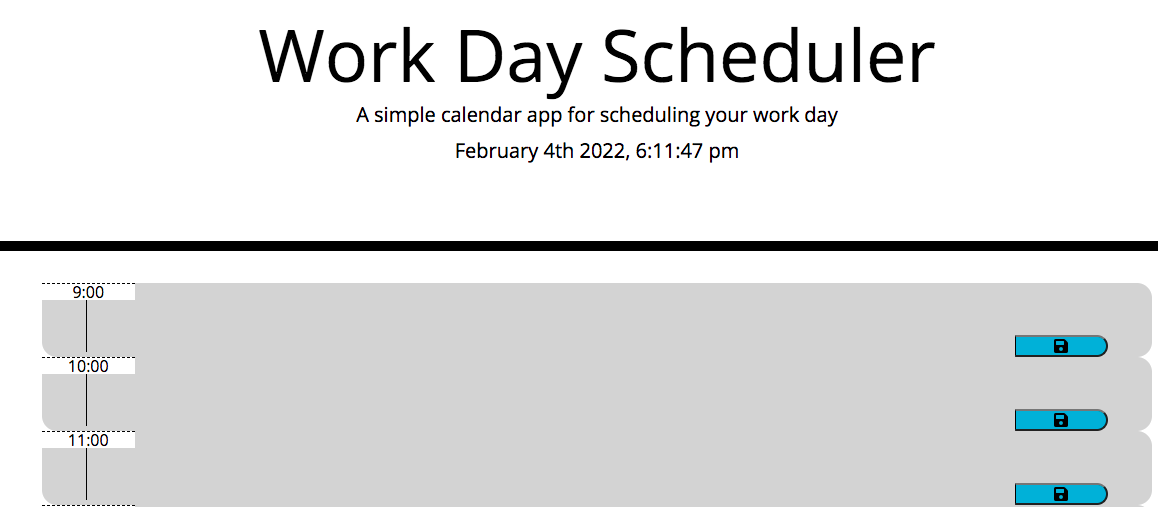 Work Day Scheduler
A simple calendar app for scheduling your work day
February 4th 2022, 6:11:47 pm
9:00
10:00
11:00